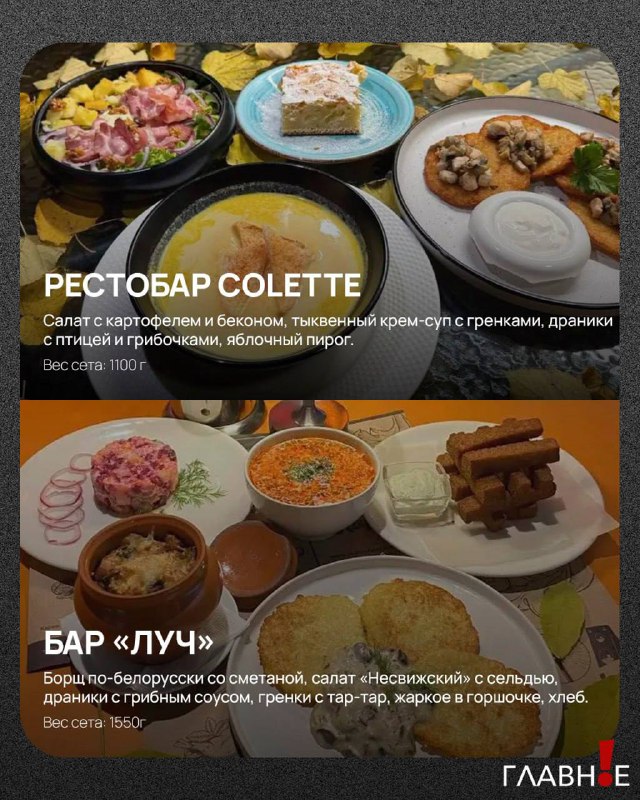 РЕСТОБАР COLETTE
Салат с картофелем и беконом, тыквенный крем-суп с гренками, драники
с птицей и грибочками, яблочный пирог.
Вес сета: 1100 г
БАР «ЛУЧ»
Борщ по-белорусски со сметаной, салат «Несвижский» с сельдью,
драники с грибным соусом, гренки с тар-тар, жаркое в горшочке, хлеб.
Вес сета: 1550г
ГЛАВН!Е